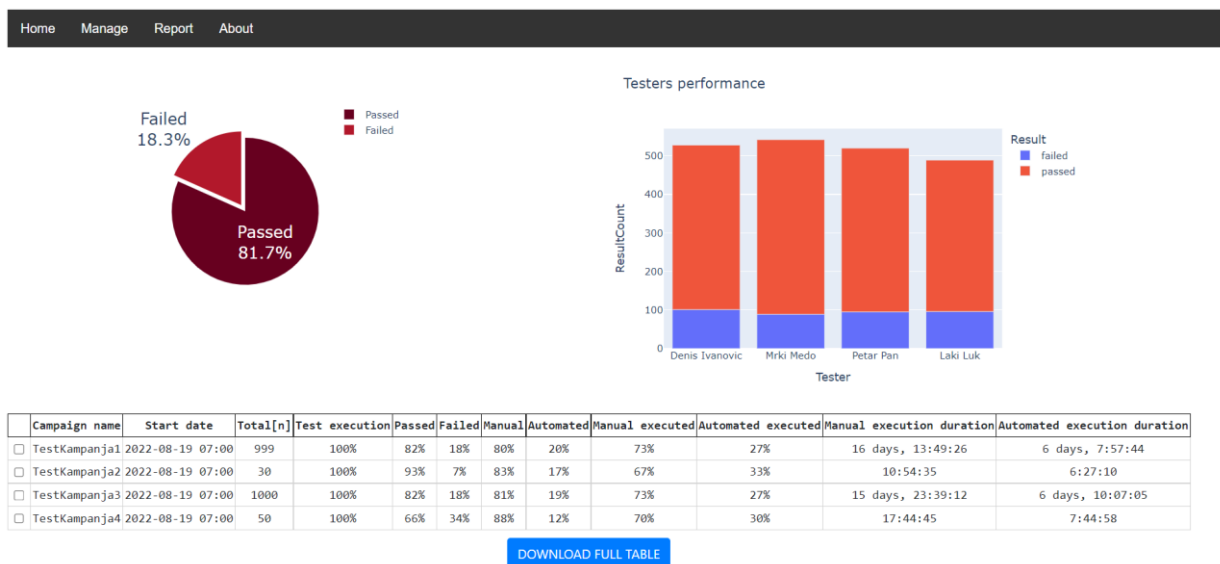 Home Manage Report About
Testers performance
Failed
18.3%
Passed
81.7%
Passed
Failed
ResultCount
500
400
300
200
100
0
Denis Ivanovic Mrki Medo Petar Pan Laki Luk
Tester
Result
failed
passed
Campaign name Start date Total[n] Test execution Passed Failed Manual Automated Manual executed Automated executed Manual execution duration Automated execution duration
TestKampanja1 2022-08-19 07:00 999 100% 82% 18% 80% 20% 73% 27% 16 days, 13:49:26 6 days, 7:57:44
TestKampanja2 2022-08-19 07:00 30 100% 93% 7% 83% 17% 67% 33% 10:54:35 6:27:10
TestKampanja3 2022-08-19 07:00 1000 100% 82% 18% 81% 19% 73% 27% 15 days, 23:39:12 6 days, 10:07:05
TestKampanja4 2022-08-19 07:00 50 100% 66% 34% 88% 12% 70% 30% 17:44:45 7:44:58
DOWNLOAD FULL TABLE